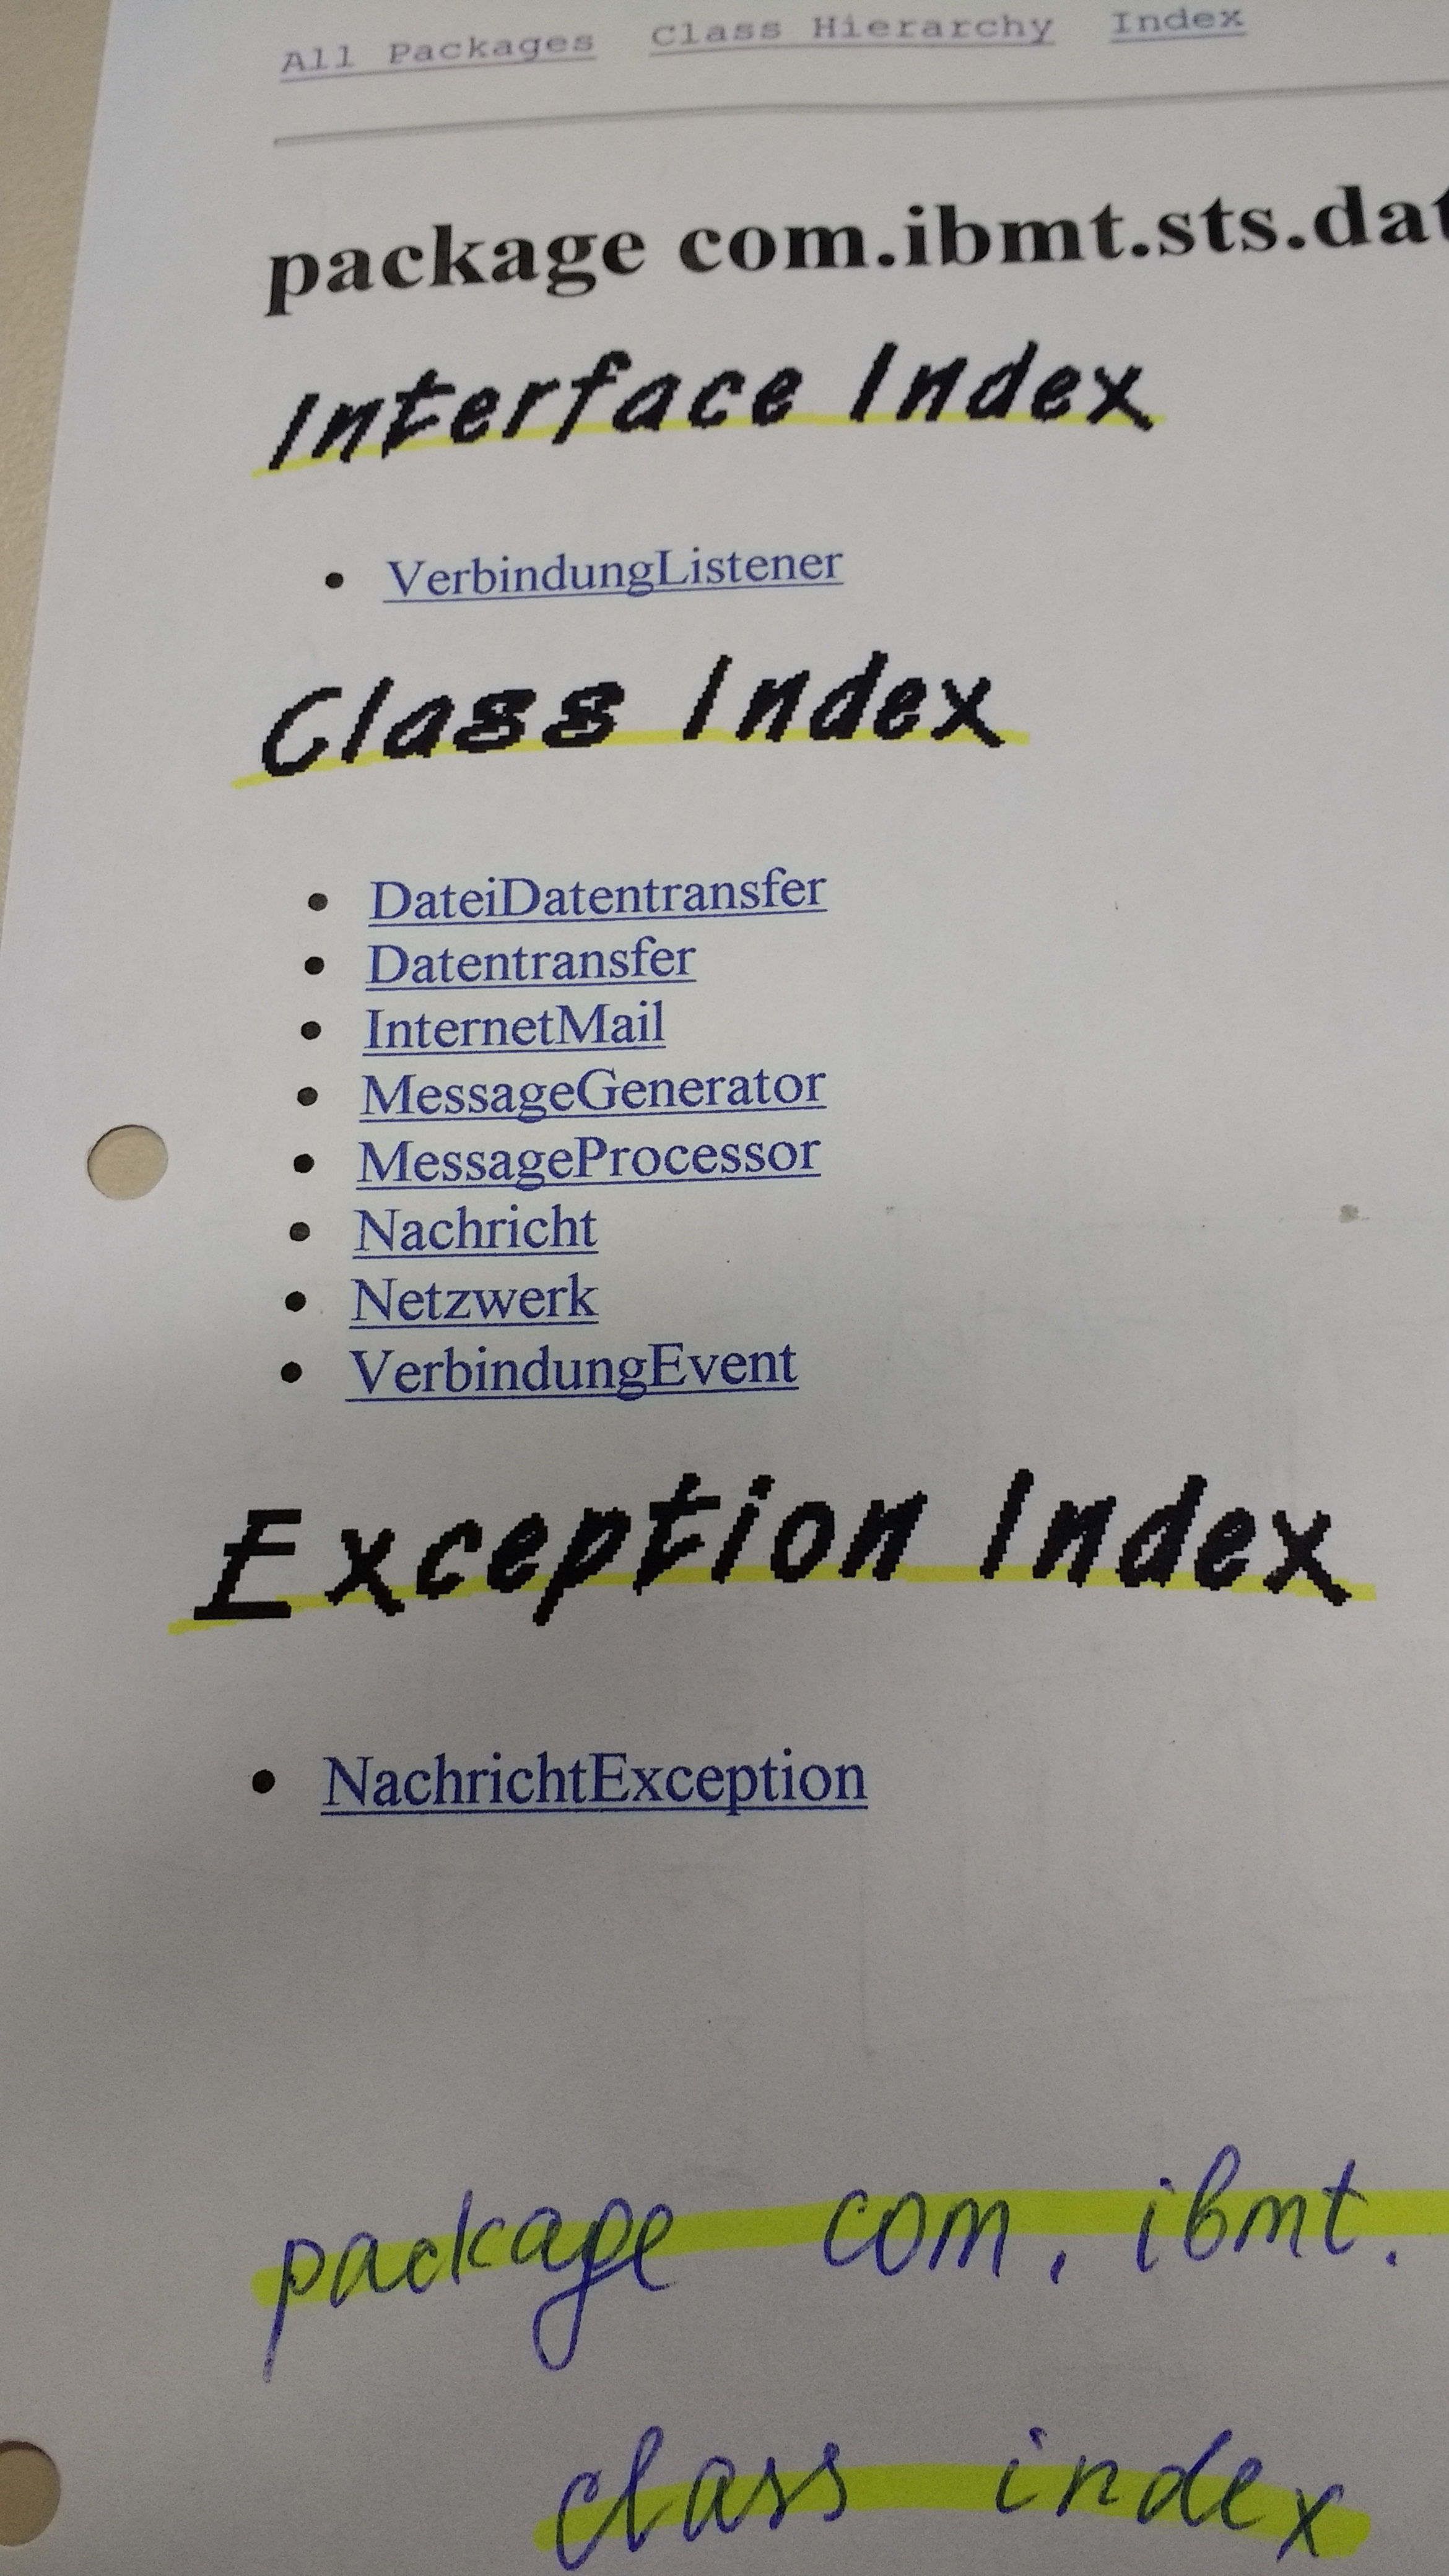 All Packages Class Hierarchy Index
package com.ibmt.sts.dat
Interface Index
• VerbindungListener
Class Index
• DateiDatentransfer
• Datentransfer
• InternetMail
• MessageGenerator
• MessageProcessor
• Nachricht
• Netzwerk
• VerbindungEvent
Exception Index
• NachrichtException
package com. ibmt.
class index